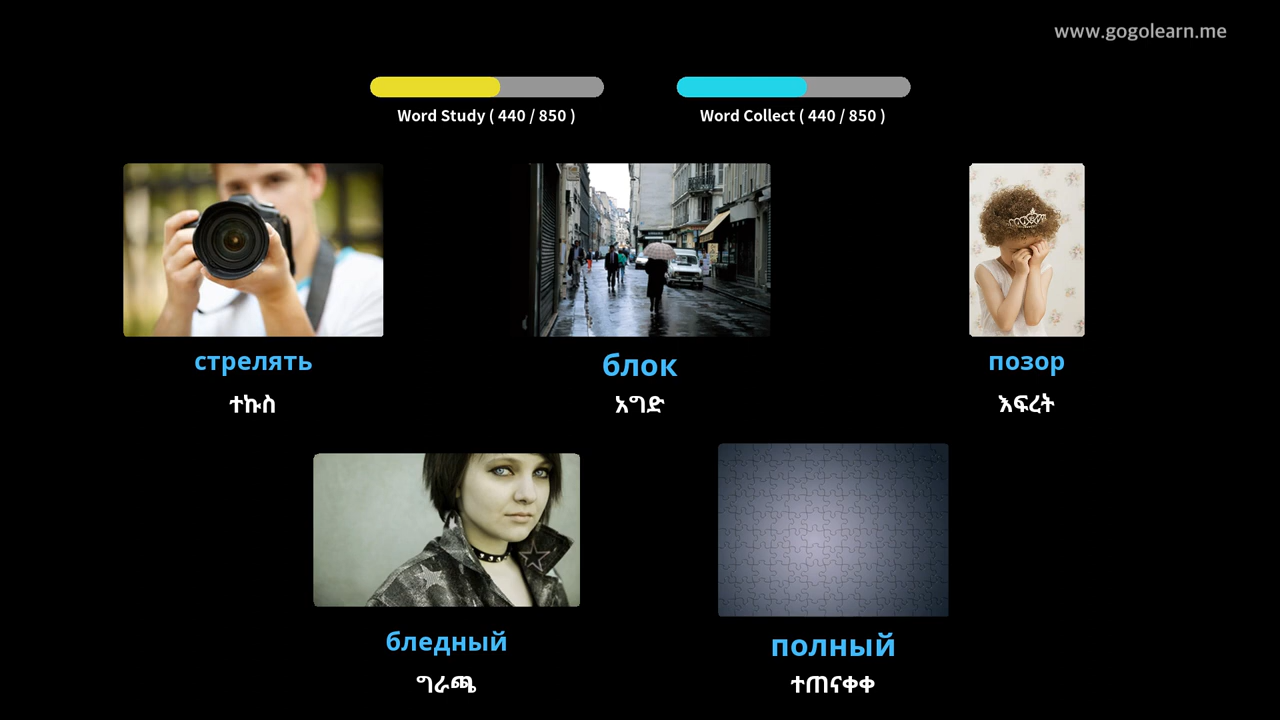 www.gogolearn.me
Word Study ( 440 / 850 )
Word Collect ( 440 / 850 )
стрелять
ተኩስ
блок
አግድ
позор
እፍረት
бледный
ግራጫ
полный
ተጠናቀቀ